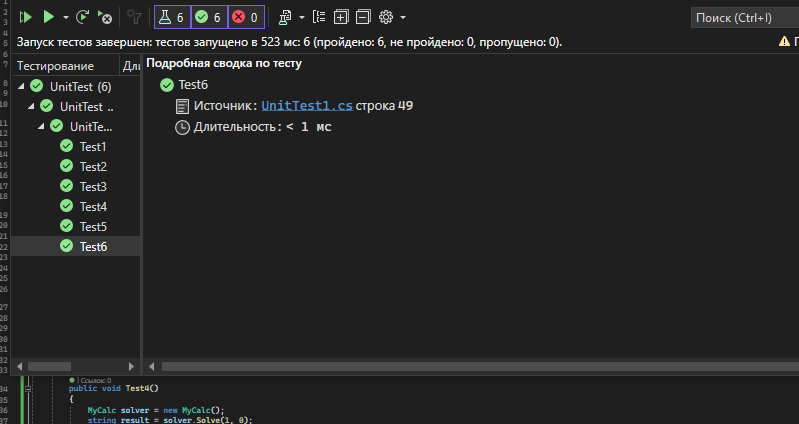 6 6 0
Поиск (Ctrl+I)
Запуск тестов завершен: тестов запущено в 523 мс: 6 (пройдено: 6, не пройдено: 0, пропущено: 0).
Тестирование
Подробная сводка по тесту
UnitTest (6)
UnitTest ..
UnitTe...
Test1
Test2
Test3
Test4
Test5
Test6
Test6
Источник: UnitTest1.cs строка 49
Длительность: < 1 мс
Ссылок: 0
public void Test4()
{
MyCalc solver = new MyCalc();
string result = solver.Solve(1, 0);